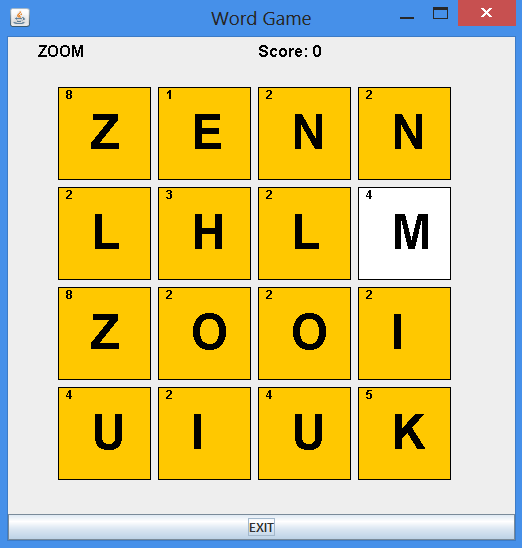 Word Game
ZOOM Score: 0
8 1 2 2
Z E N N
2 3 2 4
L H L M
8 2 2 2
Z O O I
4 2 4 5
U I U K
EXIT